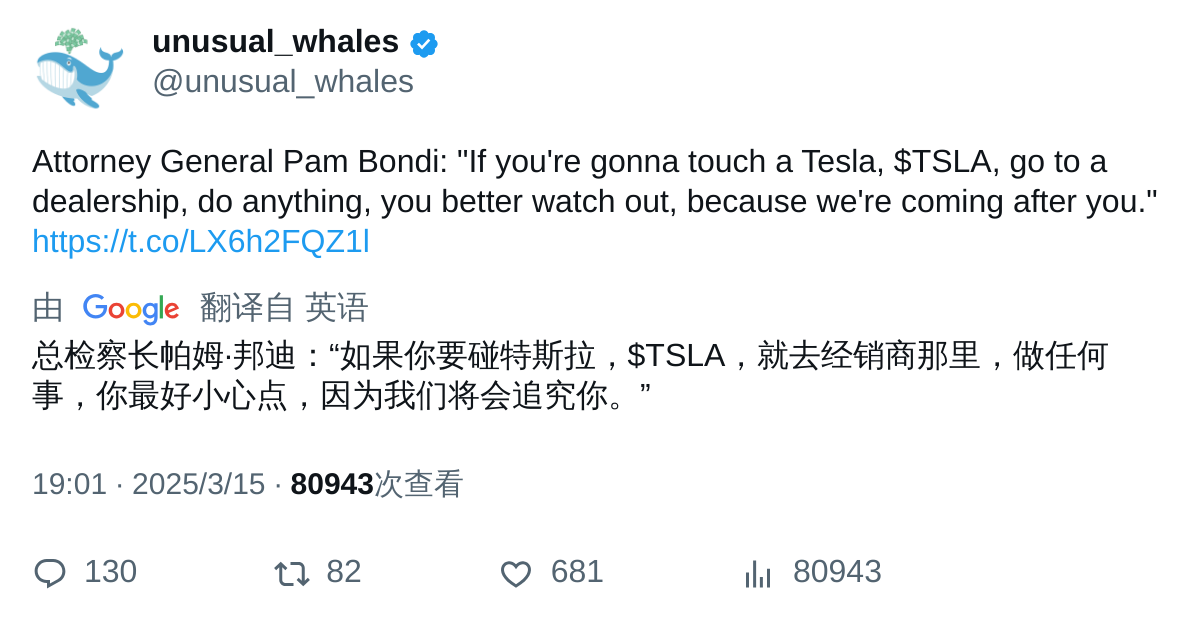 unusual_whales
@unusual_whales
Attorney General Pam Bondi: "If you're gonna touch a Tesla, $TSLA, go to a
dealership, do anything, you better watch out, because we're coming after you."
https://t.co/LX6h2FQZ1l
由 Google 翻译自 英语
总检察长帕姆·邦迪：“如果你要碰特斯拉，$TSLA，就去经销商那里，做任何
事，你最好小心点，因为我们将会追究你。”
19:01 · 2025/3/15 · 80943次查看
130 82 681 80943